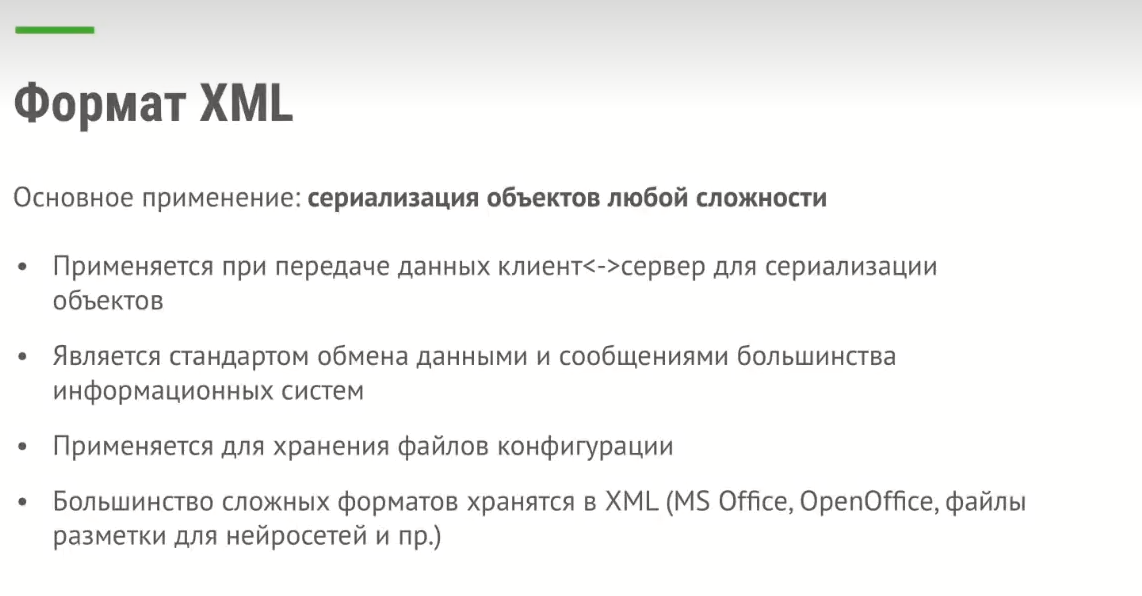 Формат XML
Основное применение: сериализация объектов любой сложности
• Применяется при передаче данных клиент<->сервер для сериализации
объектов
• Является стандартом обмена данными и сообщениями большинства
информационных систем
• Применяется для хранения файлов конфигурации
• Большинство сложных форматов хранятся в XML (MS Office, OpenOffice, файлы
разметки для нейросетей и пр.)